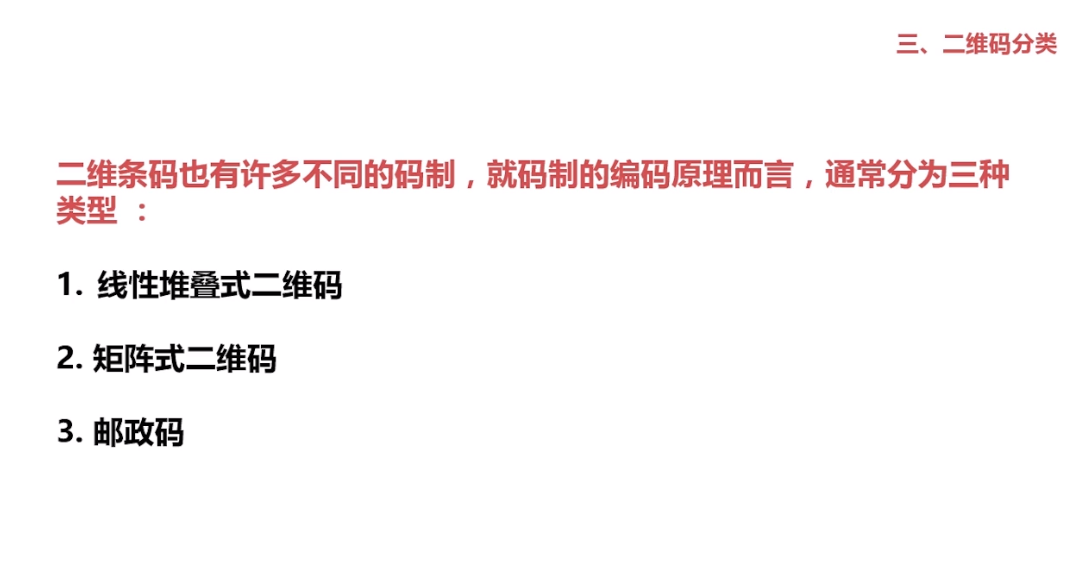 三、二维码分类
二维条码也有许多不同的码制，就码制的编码原理而言，通常分为三种
类型 ：
1. 线性堆叠式二维码
2. 矩阵式二维码
3. 邮政码